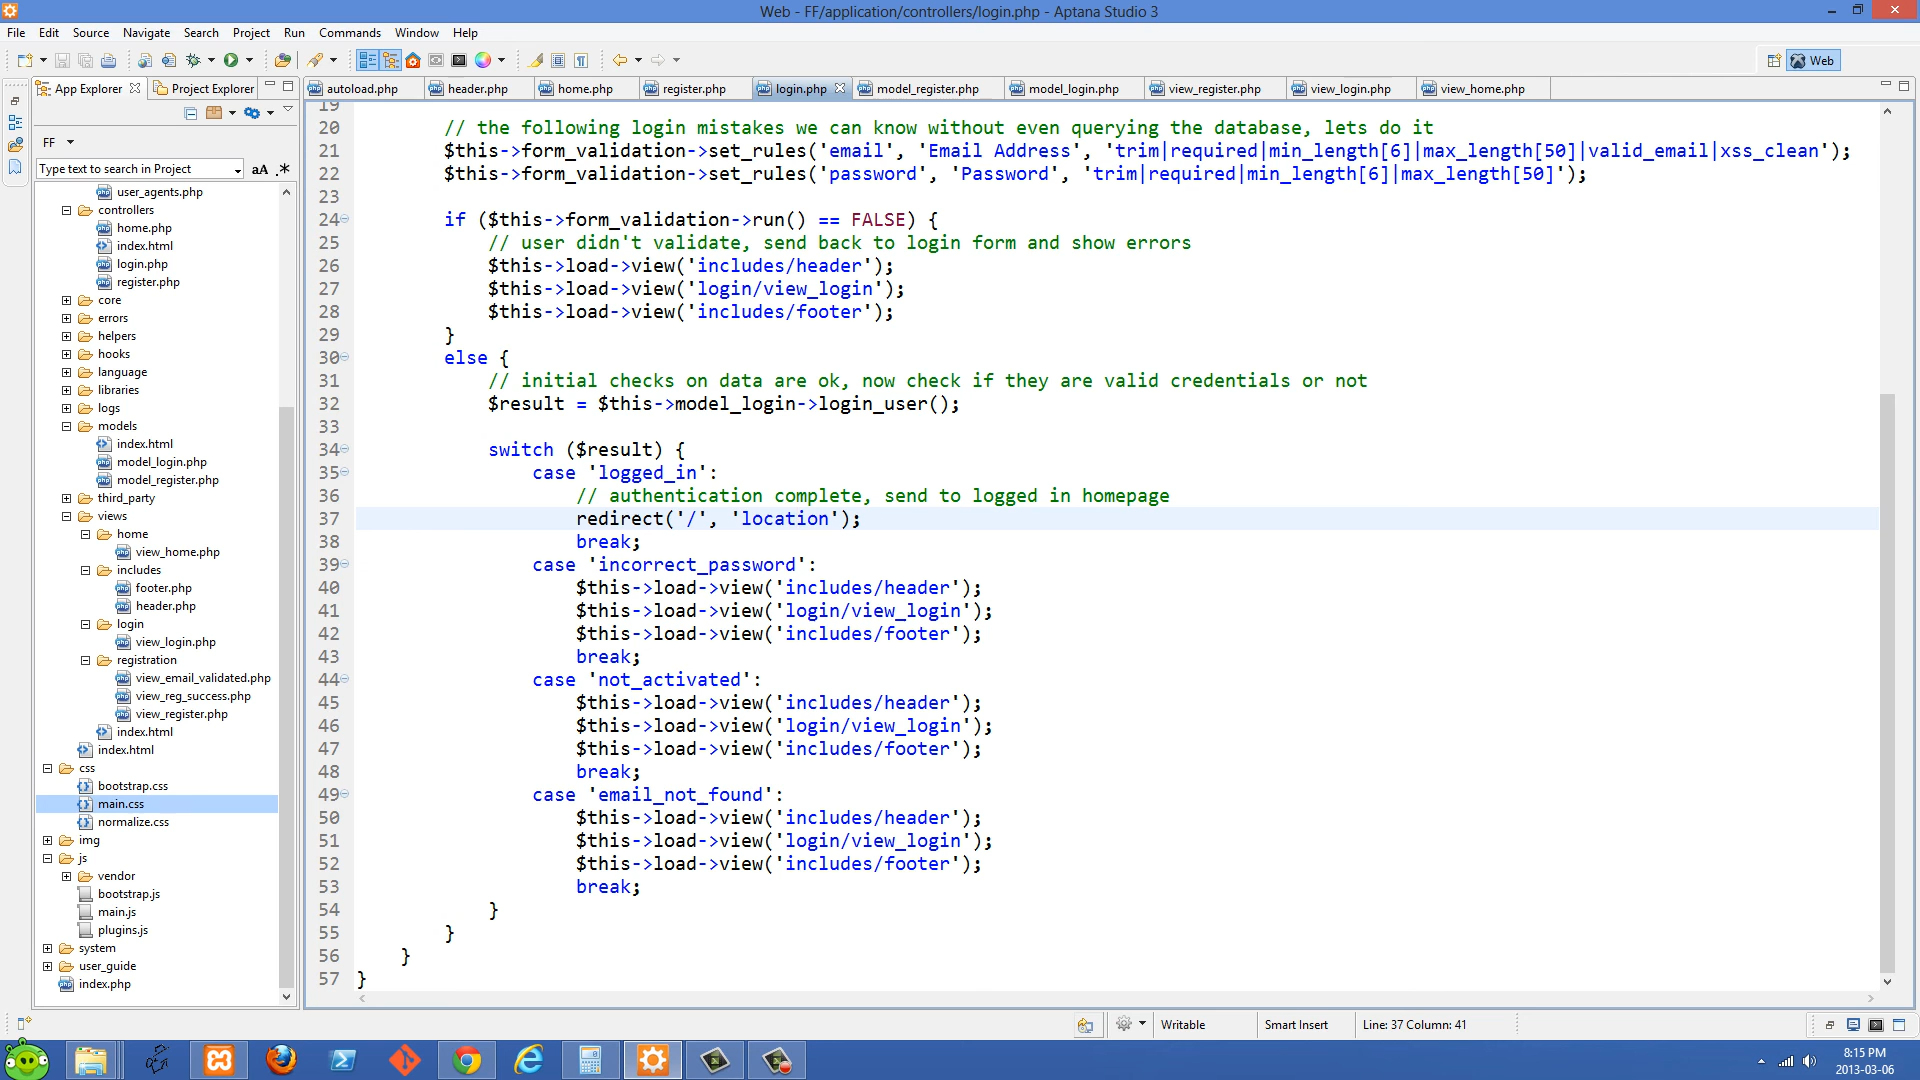 Web - FF/application/controllers/login.php - Aptana Studio 3
File Edit Source Navigate Search Project Run Commands Window Help
Web
App Explorer Project Explorer
autoload.php header.php home.php register.php login.php model_register.php model_login.php view_register.php view_login.php view_home.php
FF
Type text to search in Project aA .*
user_agents.php
controllers
home.php
index.html
login.php
register.php
core
errors
helpers
hooks
language
libraries
logs
models
index.html
model_login.php
model_register.php
third_party
views
home
view_home.php
includes
footer.php
header.php
login
view_login.php
registration
view_email_validated.php
view_reg_success.php
view_register.php
index.html
index.html
css
bootstrap.css
main.css
normalize.css
img
js
vendor
bootstrap.js
main.js
plugins.js
system
user_guide
index.php
19
20 // the following login mistakes we can know without even querying the database, lets do it
21 $this->form_validation->set_rules('email', 'Email Address', 'trim|required|min_length[6]|max_length[50]|valid_email|xss_clean');
22 $this->form_validation->set_rules('password', 'Password', 'trim|required|min_length[6]|max_length[50]');
23
24 if ($this->form_validation->run() == FALSE) {
25 // user didn't validate, send back to login form and show errors
26 $this->load->view('includes/header');
27 $this->load->view('login/view_login');
28 $this->load->view('includes/footer');
29 }
30 else {
31 // initial checks on data are ok, now check if they are valid credentials or not
32 $result = $this->model_login->login_user();
33
34 switch ($result) {
35 case 'logged_in':
36 // authentication complete, send to logged in homepage
37 redirect('/', 'location');
38 break;
39 case 'incorrect_password':
40 $this->load->view('includes/header');
41 $this->load->view('login/view_login');
42 $this->load->view('includes/footer');
43 break;
44 case 'not_activated':
45 $this->load->view('includes/header');
46 $this->load->view('login/view_login');
47 $this->load->view('includes/footer');
48 break;
49 case 'email_not_found':
50 $this->load->view('includes/header');
51 $this->load->view('login/view_login');
52 $this->load->view('includes/footer');
53 break;
54 }
55 }
56 }
57 }
Writable Smart Insert Line: 37 Column: 41
8:15 PM
2013-03-06